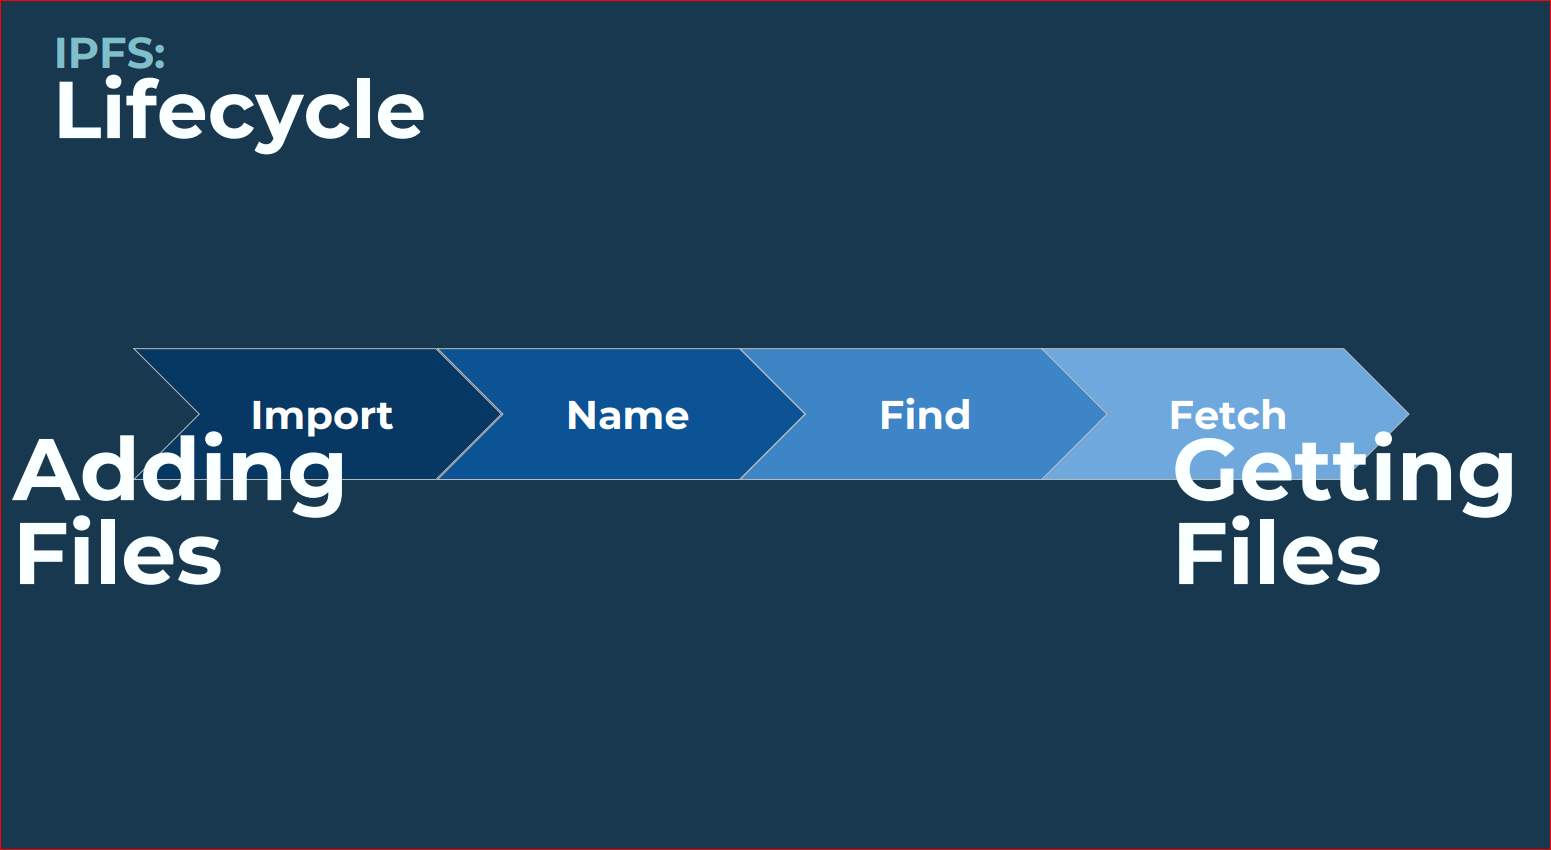 IPFS:
Lifecycle
Import
Name
Find
Fetch
Adding
Files
Getting
Files